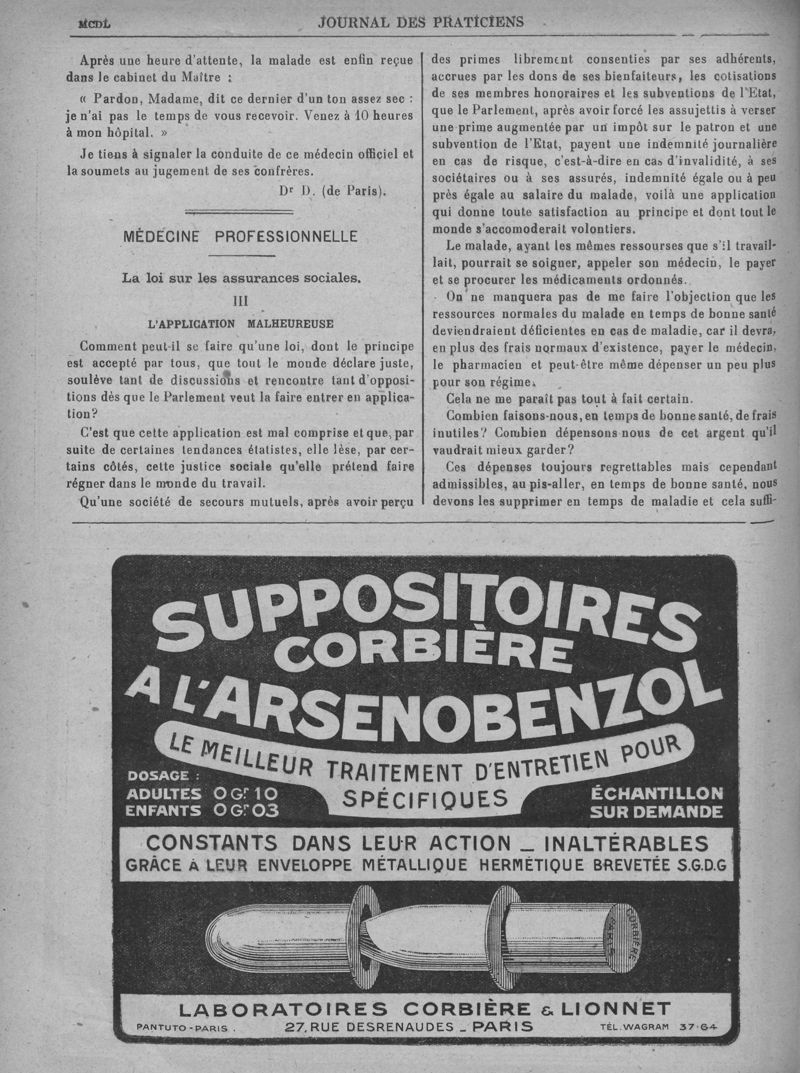 MCDL
JOURNAL DES PRATICIENS
Après une heure d'attente, la malade est enfin reçue
dans le cabinet du Maître :
« Pardon, Madame, dit ce dernier d'un ton assez sec :
je n'ai pas le temps de vous recevoir. Venez à 10 heures
à mon hôpital. »
Je tiens à signaler la conduite de ce médecin officiel et
la soumets au jugement de ses confrères.
Dr D. (de Paris).
MÉDECINE PROFESSIONNELLE
La loi sur les assurances sociales.
III
L'APPLICATION MALHEUREUSE
Comment peut-il se faire qu'une loi, dont le principe
est accepté par tous, que tout le monde déclare juste,
soulève tant de discussions et rencontre tant d'opposi-
tions dès que le Parlement veut la faire entrer en applica-
tion?
C'est que cette application est mal comprise et que, par
suite de certaines tendances étatistes, elle lèse, par cer-
tains côtés, cette justice sociale qu'elle prétend faire
régner dans le monde du travail.
Qu'une société de secours mutuels, après avoir perçu
des primes librement consenties par ses adhérents,
accrues par les dons de ses bienfaiteurs, les cotisations
de ses membres honoraires et les subventions de l'Etat,
que le Parlement, après avoir forcé les assujettis à verser
une prime augmentée par un impôt sur le patron et une
subvention de l'Etat, payent une indemnité journalière
en cas de risque, c'est-à-dire en cas d'invalidité, à ses
sociétaires ou à ses assurés, indemnité égale ou à peu
près égale au salaire du malade, voilà une application
qui donne toute satisfaction au principe et dont tout le
monde s'accomoderait volontiers.
Le malade, ayant les mêmes ressourses que s'il travail-
lait, pourrait se soigner, appeler son médecin, le payer
et se procurer les médicaments ordonnés.
On ne manquera pas de me faire l'objection que les
ressources normales du malade en temps de bonne santé
deviendraient déficientes en cas de maladie, car il devra,
en plus des frais normaux d'existence, payer le médecin,
le pharmacien et peut-être même dépenser un peu plus
pour son régime.
Cela ne me paraît pas tout à fait certain.
Combien faisons-nous, en temps de bonne santé, de frais
inutiles? Combien dépensons nous de cet argent qu'il
vaudrait mieux garder?
Ces dépenses toujours regrettables mais cependant
admissibles, au pis-aller, en temps de bonne santé, nous
devons les supprimer en temps de maladie et cela suffi-
SUPPOSITOIRES
CORBIÈRE
A L'ARSENOBENZOL
LE MEILLEUR TRAITEMENT D'ENTRETIEN POUR
SPÉCIFIQUES
DOSAGE :
ADULTES 0 Gr 10
ENFANTS 0 Gr 03
ÉCHANTILLON
SUR DEMANDE
CONSTANTS DANS LEUR ACTION _ INALTÉRABLES
GRÂCE A LEUR ENVELOPPE MÉTALLIQUE HERMÉTIQUE BREVETÉE S.G.D.G
CORBIÈRE
PARIS
LABORATOIRES CORBIÈRE & LIONNET
PANTUTO-PARIS. 27, RUE DESRENAUDES _ PARIS TÉL. WAGRAM 37-64